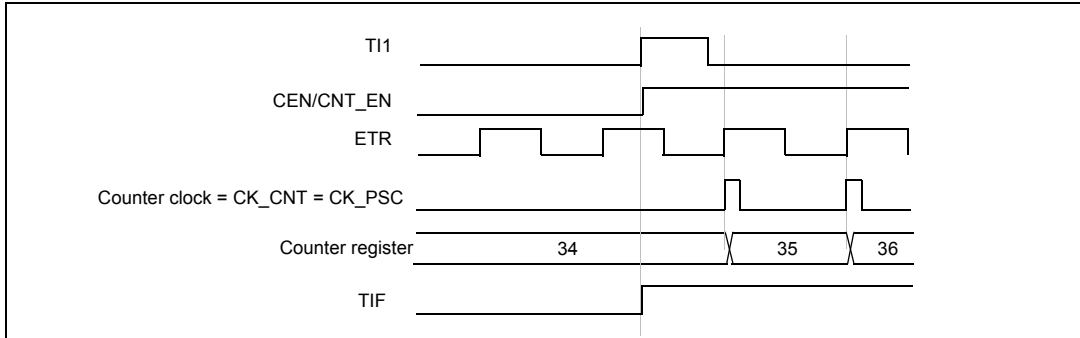 TI1
CEN/CNT_EN
ETR
Counter clock = CK_CNT = CK_PSC
Counter register 34 35 36
TIF